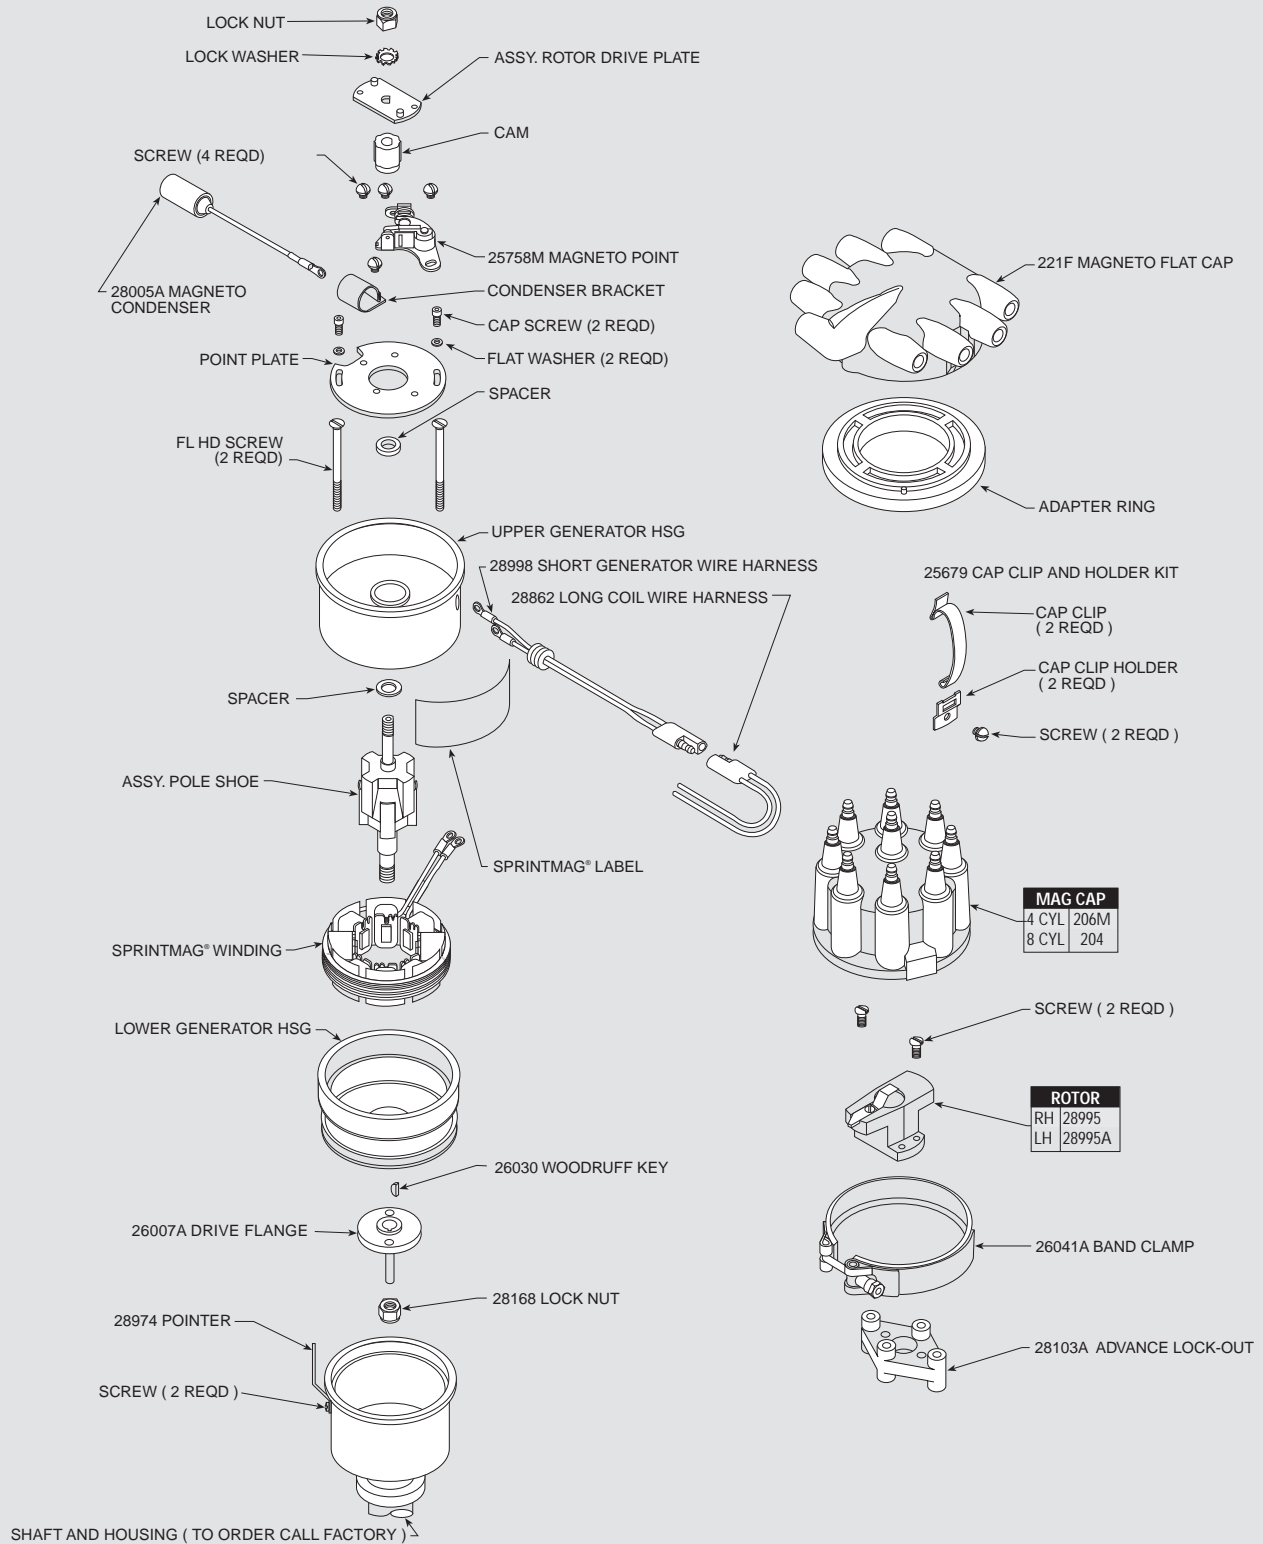 LOCK NUT
LOCK WASHER
ASSY. ROTOR DRIVE PLATE
CAM
SCREW (4 REQD)
25758M MAGNETO POINT
28005A MAGNETO
CONDENSER
CONDENSER BRACKET
CAP SCREW (2 REQD)
POINT PLATE
FLAT WASHER (2 REQD)
SPACER
FL HD SCREW
(2 REQD)
UPPER GENERATOR HSG
28998 SHORT GENERATOR WIRE HARNESS
28862 LONG COIL WIRE HARNESS
SPACER
ASSY. POLE SHOE
SPRINTMAG® LABEL
SPRINTMAG® WINDING
LOWER GENERATOR HSG
26030 WOODRUFF KEY
26007A DRIVE FLANGE
28168 LOCK NUT
28974 POINTER
SCREW ( 2 REQD )
SHAFT AND HOUSING ( TO ORDER CALL FACTORY )
221F MAGNETO FLAT CAP
ADAPTER RING
25679 CAP CLIP AND HOLDER KIT
CAP CLIP
( 2 REQD )
CAP CLIP HOLDER
( 2 REQD )
SCREW ( 2 REQD )
MAG CAP
4 CYL 206M
8 CYL 204
SCREW ( 2 REQD )
ROTOR
RH 28995
LH 28995A
26041A BAND CLAMP
28103A ADVANCE LOCK-OUT